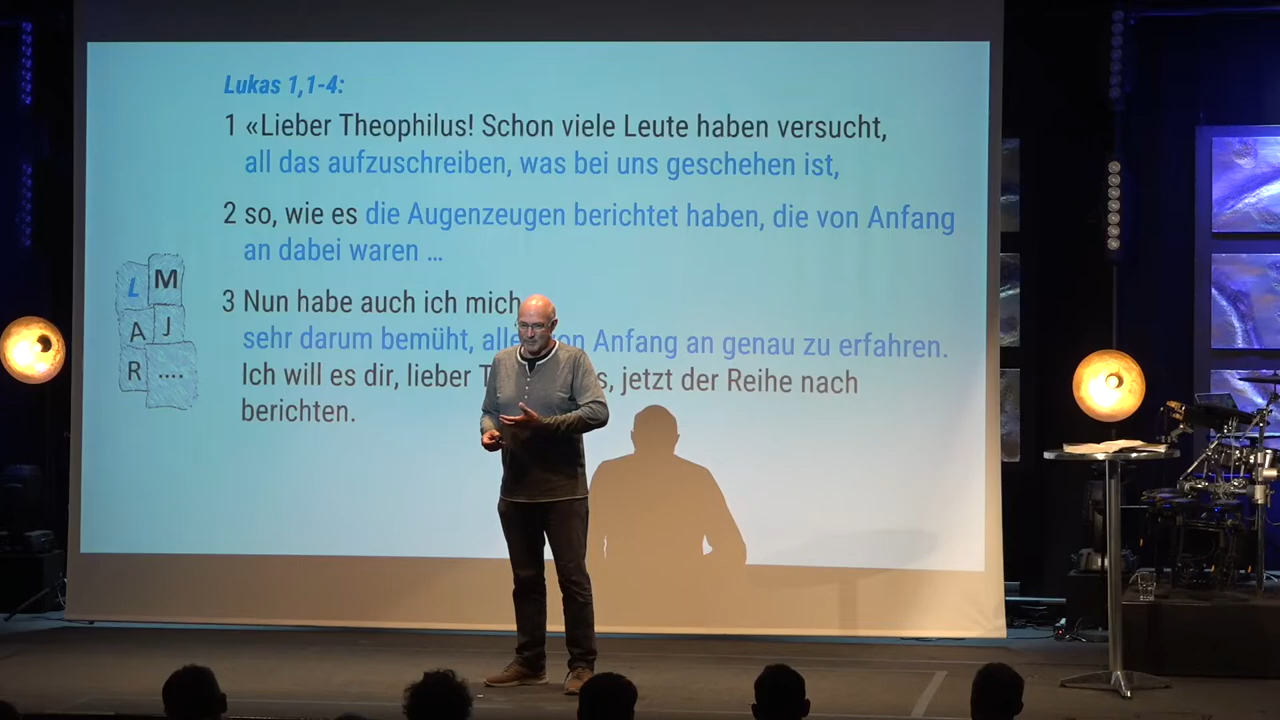 Lukas 1,1-4:
1 «Lieber Theophilus! Schon viele Leute haben versucht,
all das aufzuschreiben, was bei uns geschehen ist,
2 so, wie es die Augenzeugen berichtet haben, die von Anfang
an dabei waren ...
3 Nun habe auch ich mich
sehr darum bemüht, von Anfang an genau zu erfahren.
Ich will es dir, lieber jetzt der Reihe nach
berichten.
L M
A J
R ....